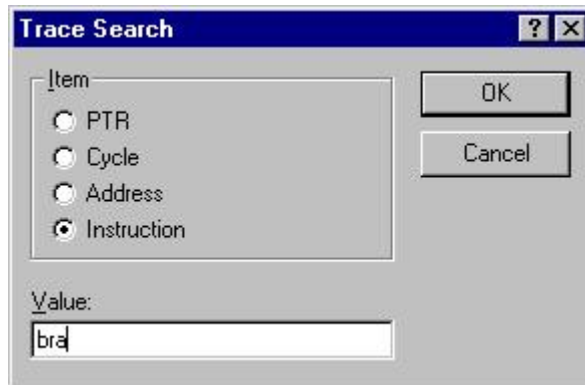 Trace Search
?
Item
PTR
Cycle
Address
Instruction
OK
Cancel
Value:
bra